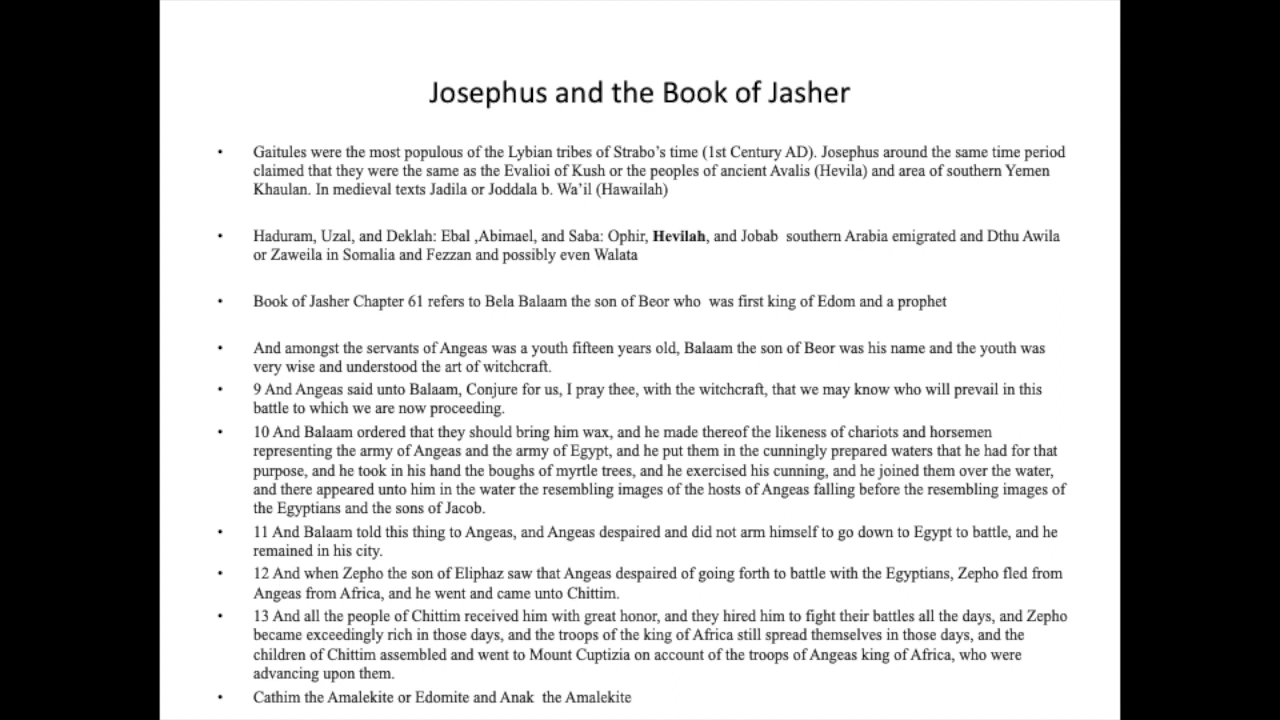 Josephus and the Book of Jasher
• Gaitules were the most populous of the Lybian tribes of Strabo's time (1st Century AD). Josephus around the same time period
claimed that they were the same as the Evalioi of Kush or the peoples of ancient Avalis (Hevila) and area of southern Yemen
Khaulan. In medieval texts Jadila or Joddala b. Wa'il (Hawailah)
• Haduram, Uzal, and Deklah: Ebal ,Abimael, and Saba: Ophir, Hevilah, and Jobab southern Arabia emigrated and Dthu Awila
or Zaweila in Somalia and Fezzan and possibly even Walata
• Book of Jasher Chapter 61 refers to Bela Balaam the son of Beor who was first king of Edom and a prophet
• And amongst the servants of Angeas was a youth fifteen years old, Balaam the son of Beor was his name and the youth was
very wise and understood the art of witchcraft.
• 9 And Angeas said unto Balaam, Conjure for us, I pray thee, with the witchcraft, that we may know who will prevail in this
battle to which we are now proceeding.
• 10 And Balaam ordered that they should bring him wax, and he made thereof the likeness of chariots and horsemen
representing the army of Angeas and the army of Egypt, and he put them in the cunningly prepared waters that he had for that
purpose, and he took in his hand the boughs of myrtle trees, and he exercised his cunning, and he joined them over the water,
and there appeared unto him in the water the resembling images of the hosts of Angeas falling before the resembling images of
the Egyptians and the sons of Jacob.
• 11 And Balaam told this thing to Angeas, and Angeas despaired and did not arm himself to go down to Egypt to battle, and he
remained in his city.
• 12 And when Zepho the son of Eliphaz saw that Angeas despaired of going forth to battle with the Egyptians, Zepho fled from
Angeas from Africa, and he went and came unto Chittim.
• 13 And all the people of Chittim received him with great honor, and they hired him to fight their battles all the days, and Zepho
became exceedingly rich in those days, and the troops of the king of Africa still spread themselves in those days, and the
children of Chittim assembled and went to Mount Cuptizia on account of the troops of Angeas king of Africa, who were
advancing upon them.
• Cathim the Amalekite or Edomite and Anak the Amalekite